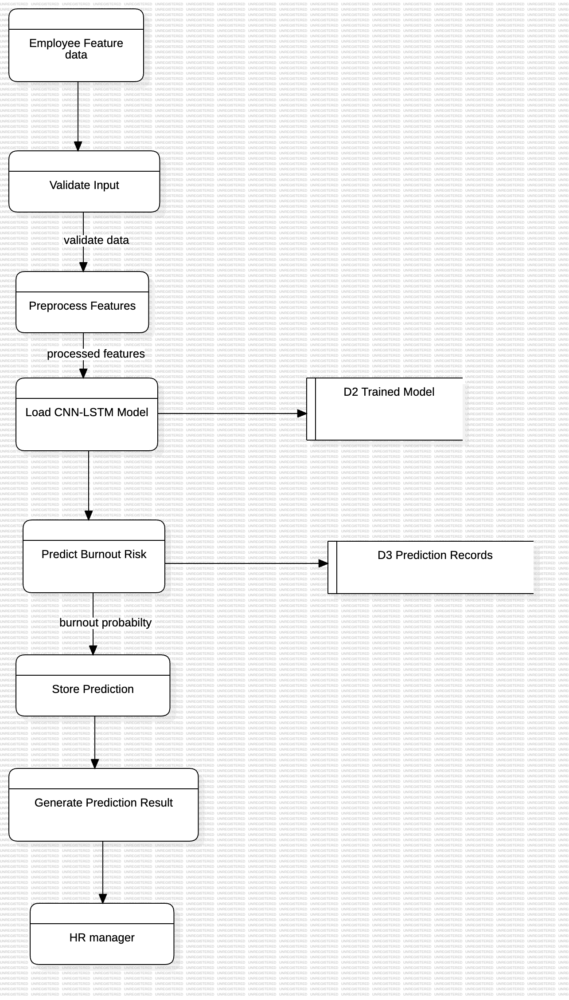 Employee Feature
data
Validate Input
validate data
Preprocess Features
processed features
Load CNN-LSTM Model
D2 Trained Model
Predict Burnout Risk
D3 Prediction Records
burnout probabilty
Store Prediction
Generate Prediction Result
HR manager
UNREGISTERED